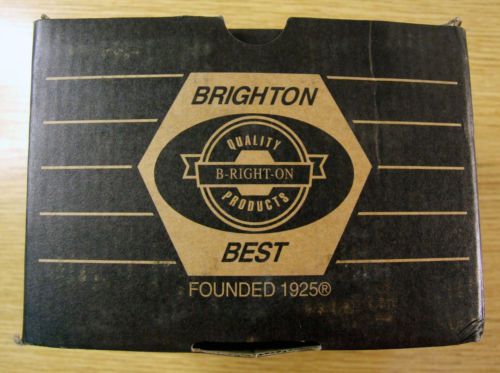 BRIGHTON
QUALITY
B-RIGHT-ON
PRODUCTS
BEST
FOUNDED 1925®